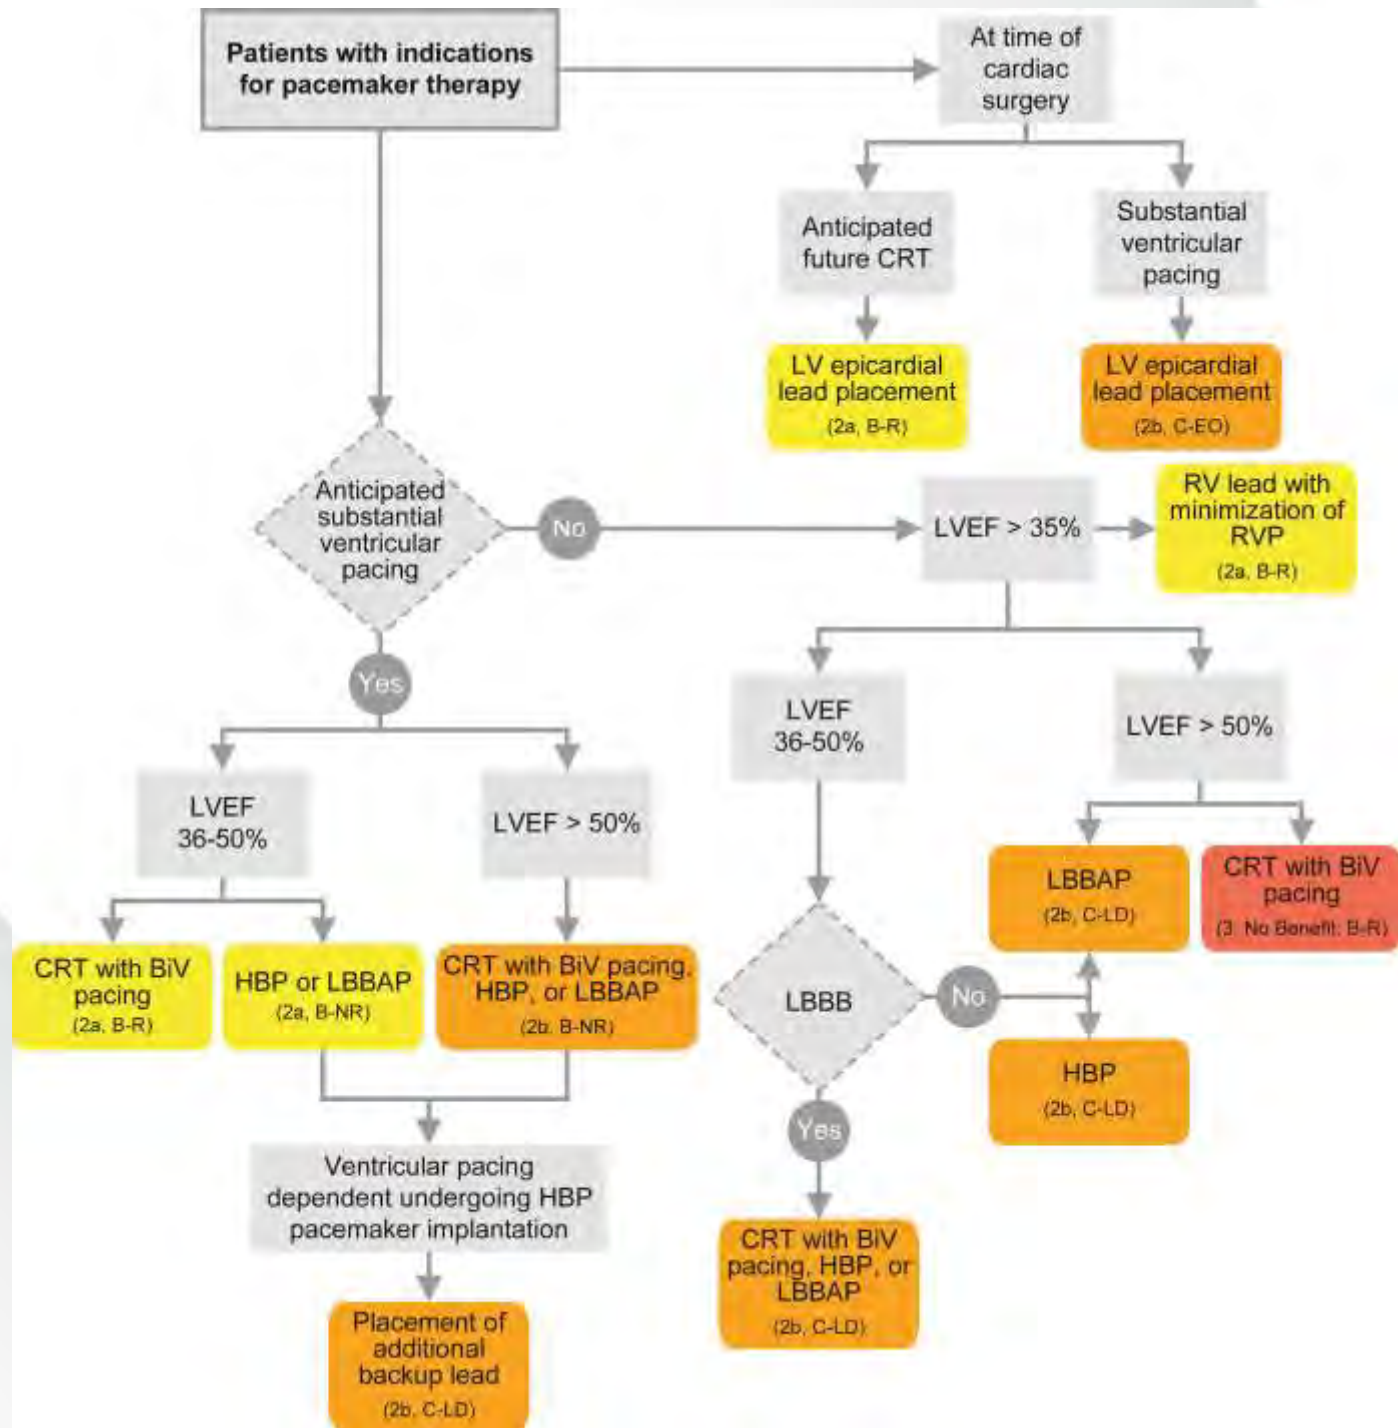 Patients with indications
for pacemaker therapy
At time of
cardiac
surgery
Anticipated
future CRT
Substantial
ventricular
pacing
LV epicardial
lead placement
(2a, B-R)
LV epicardial
lead placement
(2b, C-EO)
Anticipated
substantial
ventricular
pacing
No
LVEF > 35%
RV lead with
minimization of
RVP
(2a, B-R)
Yes
LVEF
36-50%
LVEF > 50%
LVEF
36-50%
LVEF > 50%
CRT with BiV
pacing
(2a, B-R)
HBP or LBBAP
(2a, B-NR)
CRT with BiV pacing,
HBP, or LBBAP
(2b, B-NR)
LBBAP
(2b, C-LD)
CRT with BiV
pacing
(3: No Benefit; B-R)
LBBB
No
HBP
(2b, C-LD)
Yes
Ventricular pacing
dependent undergoing HBP
pacemaker implantation
CRT with BiV
pacing, HBP, or
LBBAP
(2b, C-LD)
Placement of
additional
backup lead
(2b, C-LD)